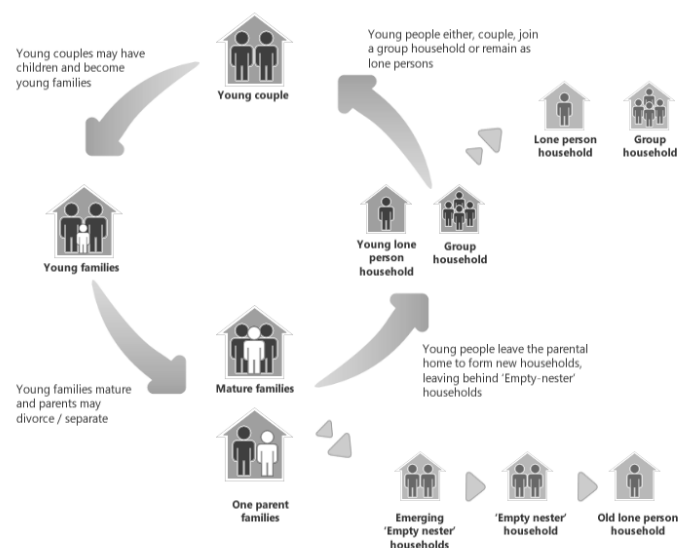 Young couples may have
children and become
young families
Young couple
Young people either, couple, join
a group household or remain as
lone persons
Lone person
household
Group
household
Young families
Young lone
person
household
Group
household
Young families mature
and parents may
divorce / separate
Mature families
Young people leave the parental
home to form new households,
leaving behind 'Empty-nester'
households
One parent
families
Emerging
'Empty nester'
households
'Empty nester'
household
Old lone person
household